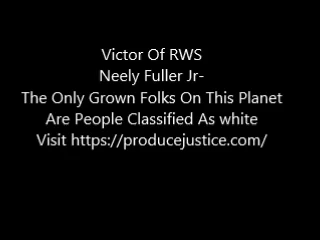 Victor Of RWS
Neely Fuller Jr-
The Only Grown Folks On This Planet
Are People Classified As white
Visit https://producejustice.com/